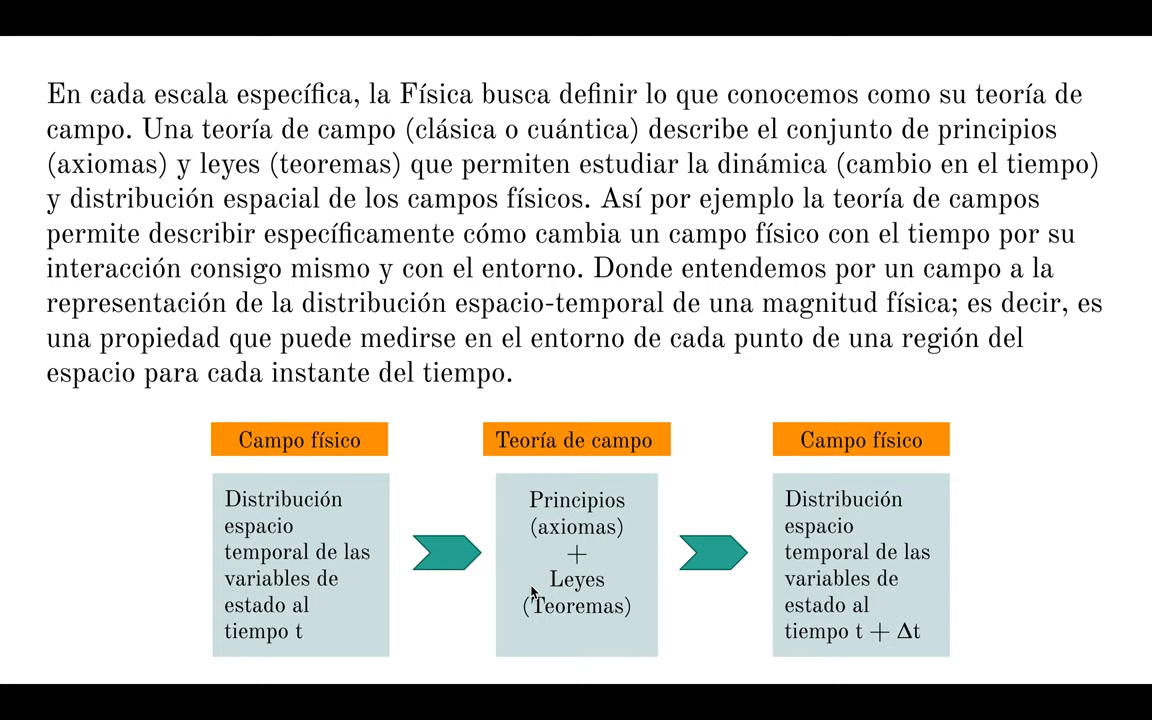 En cada escala específica, la Física busca definir lo que conocemos como su teoría de
campo. Una teoría de campo (clásica o cuántica) describe el conjunto de principios
(axiomas) y leyes (teoremas) que permiten estudiar la dinámica (cambio en el tiempo)
y distribución espacial de los campos físicos. Así por ejemplo la teoría de campos
permite describir específicamente cómo cambia un campo físico con el tiempo por su
interacción consigo mismo y con el entorno. Donde entendemos por un campo a la
representación de la distribución espacio-temporal de una magnitud física; es decir, es
una propiedad que puede medirse en el entorno de cada punto de una región del
espacio para cada instante del tiempo.
Campo físico
Distribución
espacio
temporal de las
variables de
estado al
tiempo t
Teoría de campo
Principios
(axiomas)
+
Leyes
(Teoremas)
Campo físico
Distribución
espacio
temporal de las
variables de
estado al
tiempo t + Δt